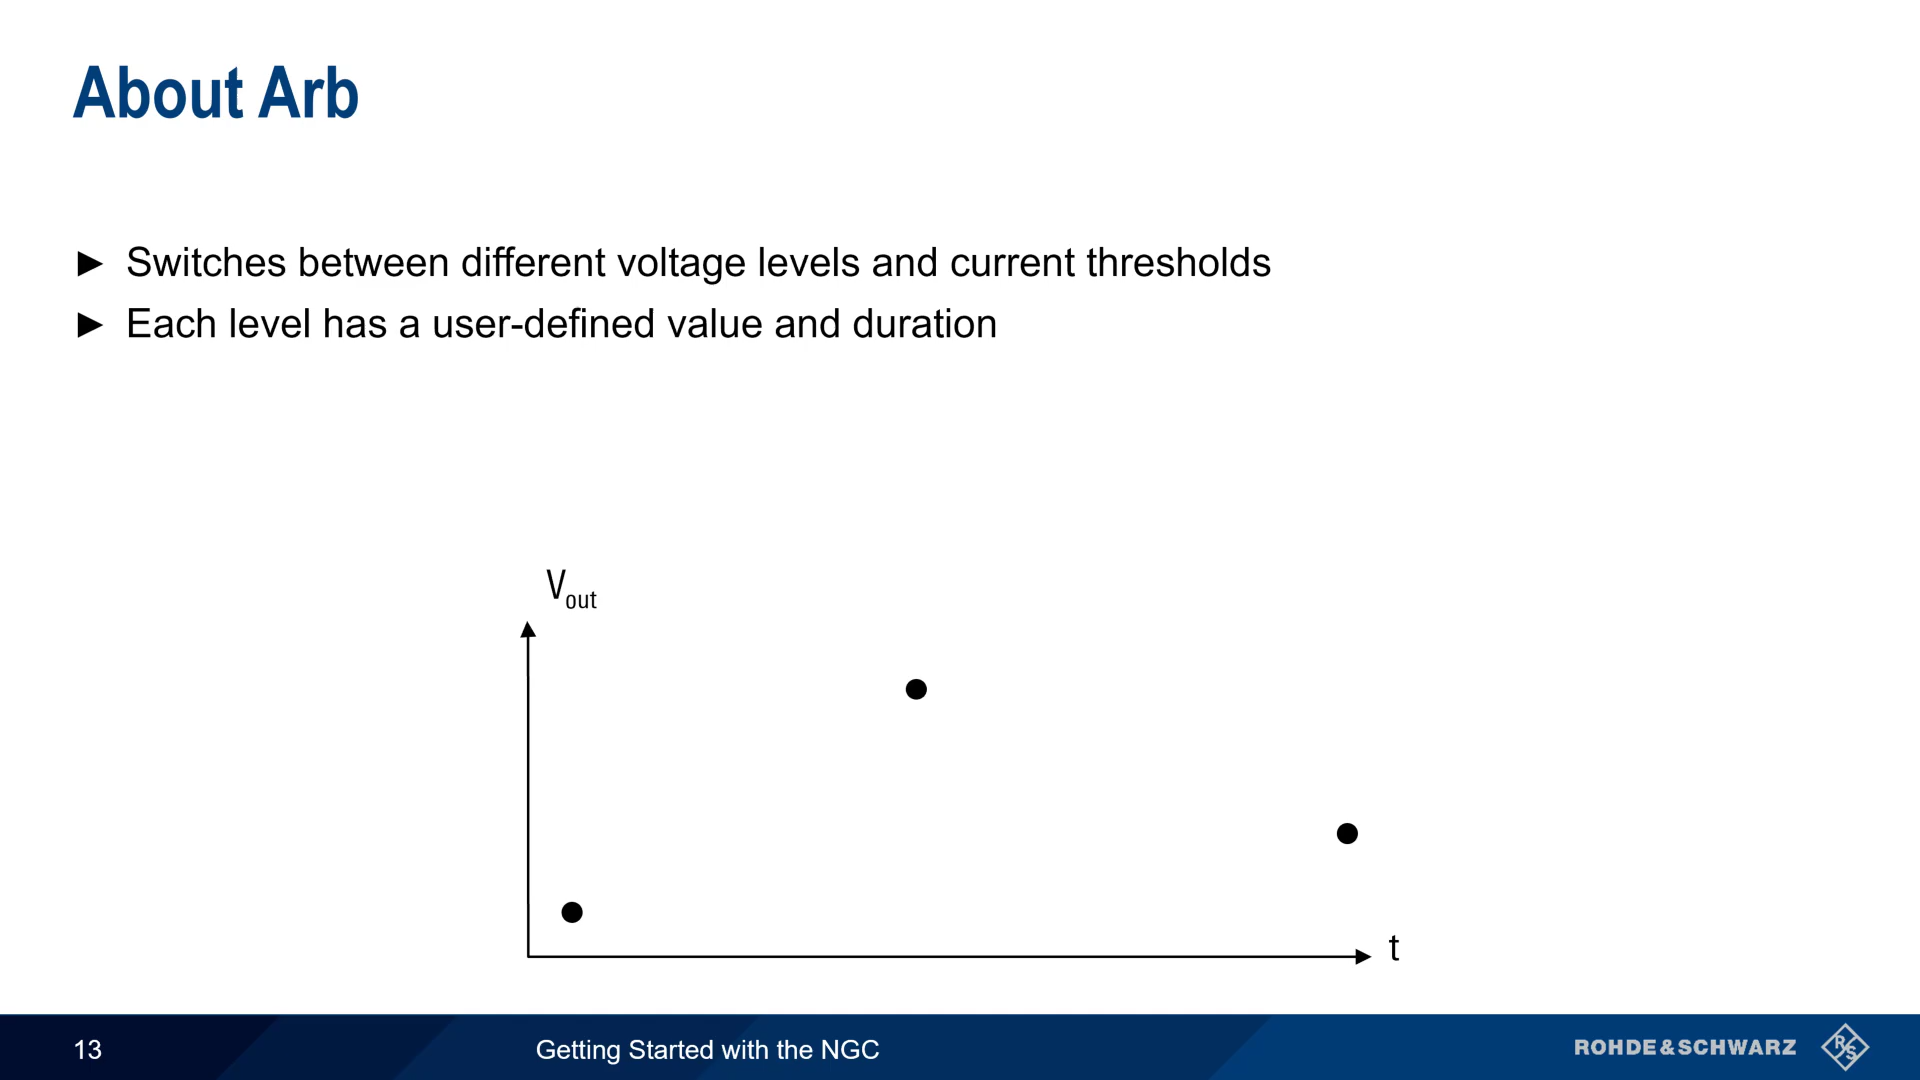 About Arb
► Switches between different voltage levels and current thresholds
► Each level has a user-defined value and duration
Vout
t
13
Getting Started with the NGC
ROHDE&SCHWARZ
R S